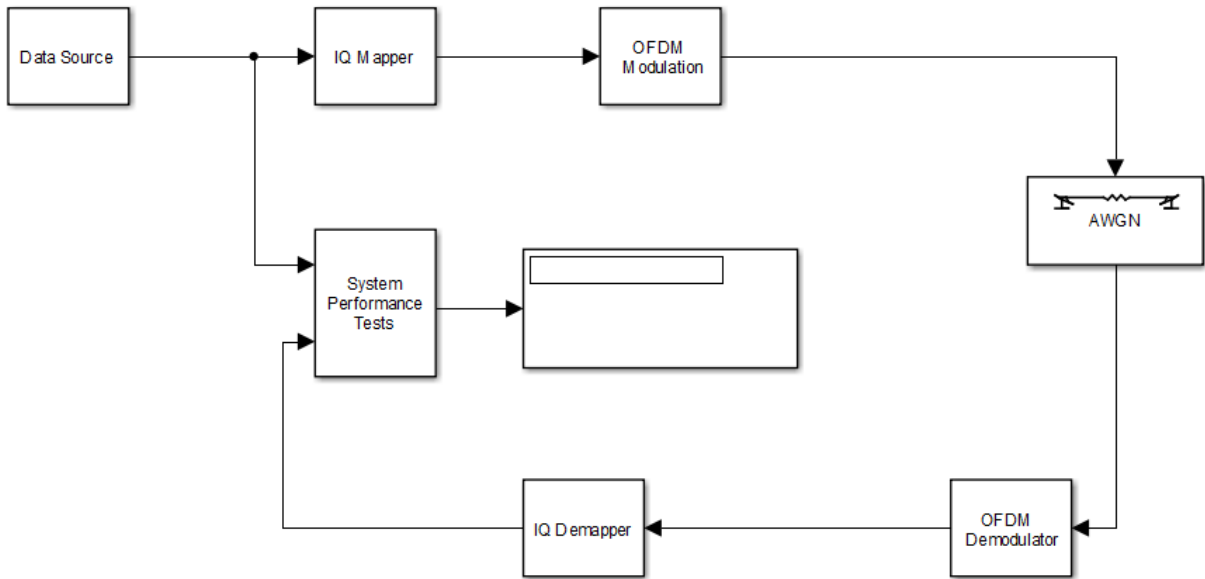 Data Source
IQ Mapper
OFDM
Modulation
AWGN
System
Performance
Tests
IQ Demapper
OFDM
Demodulator